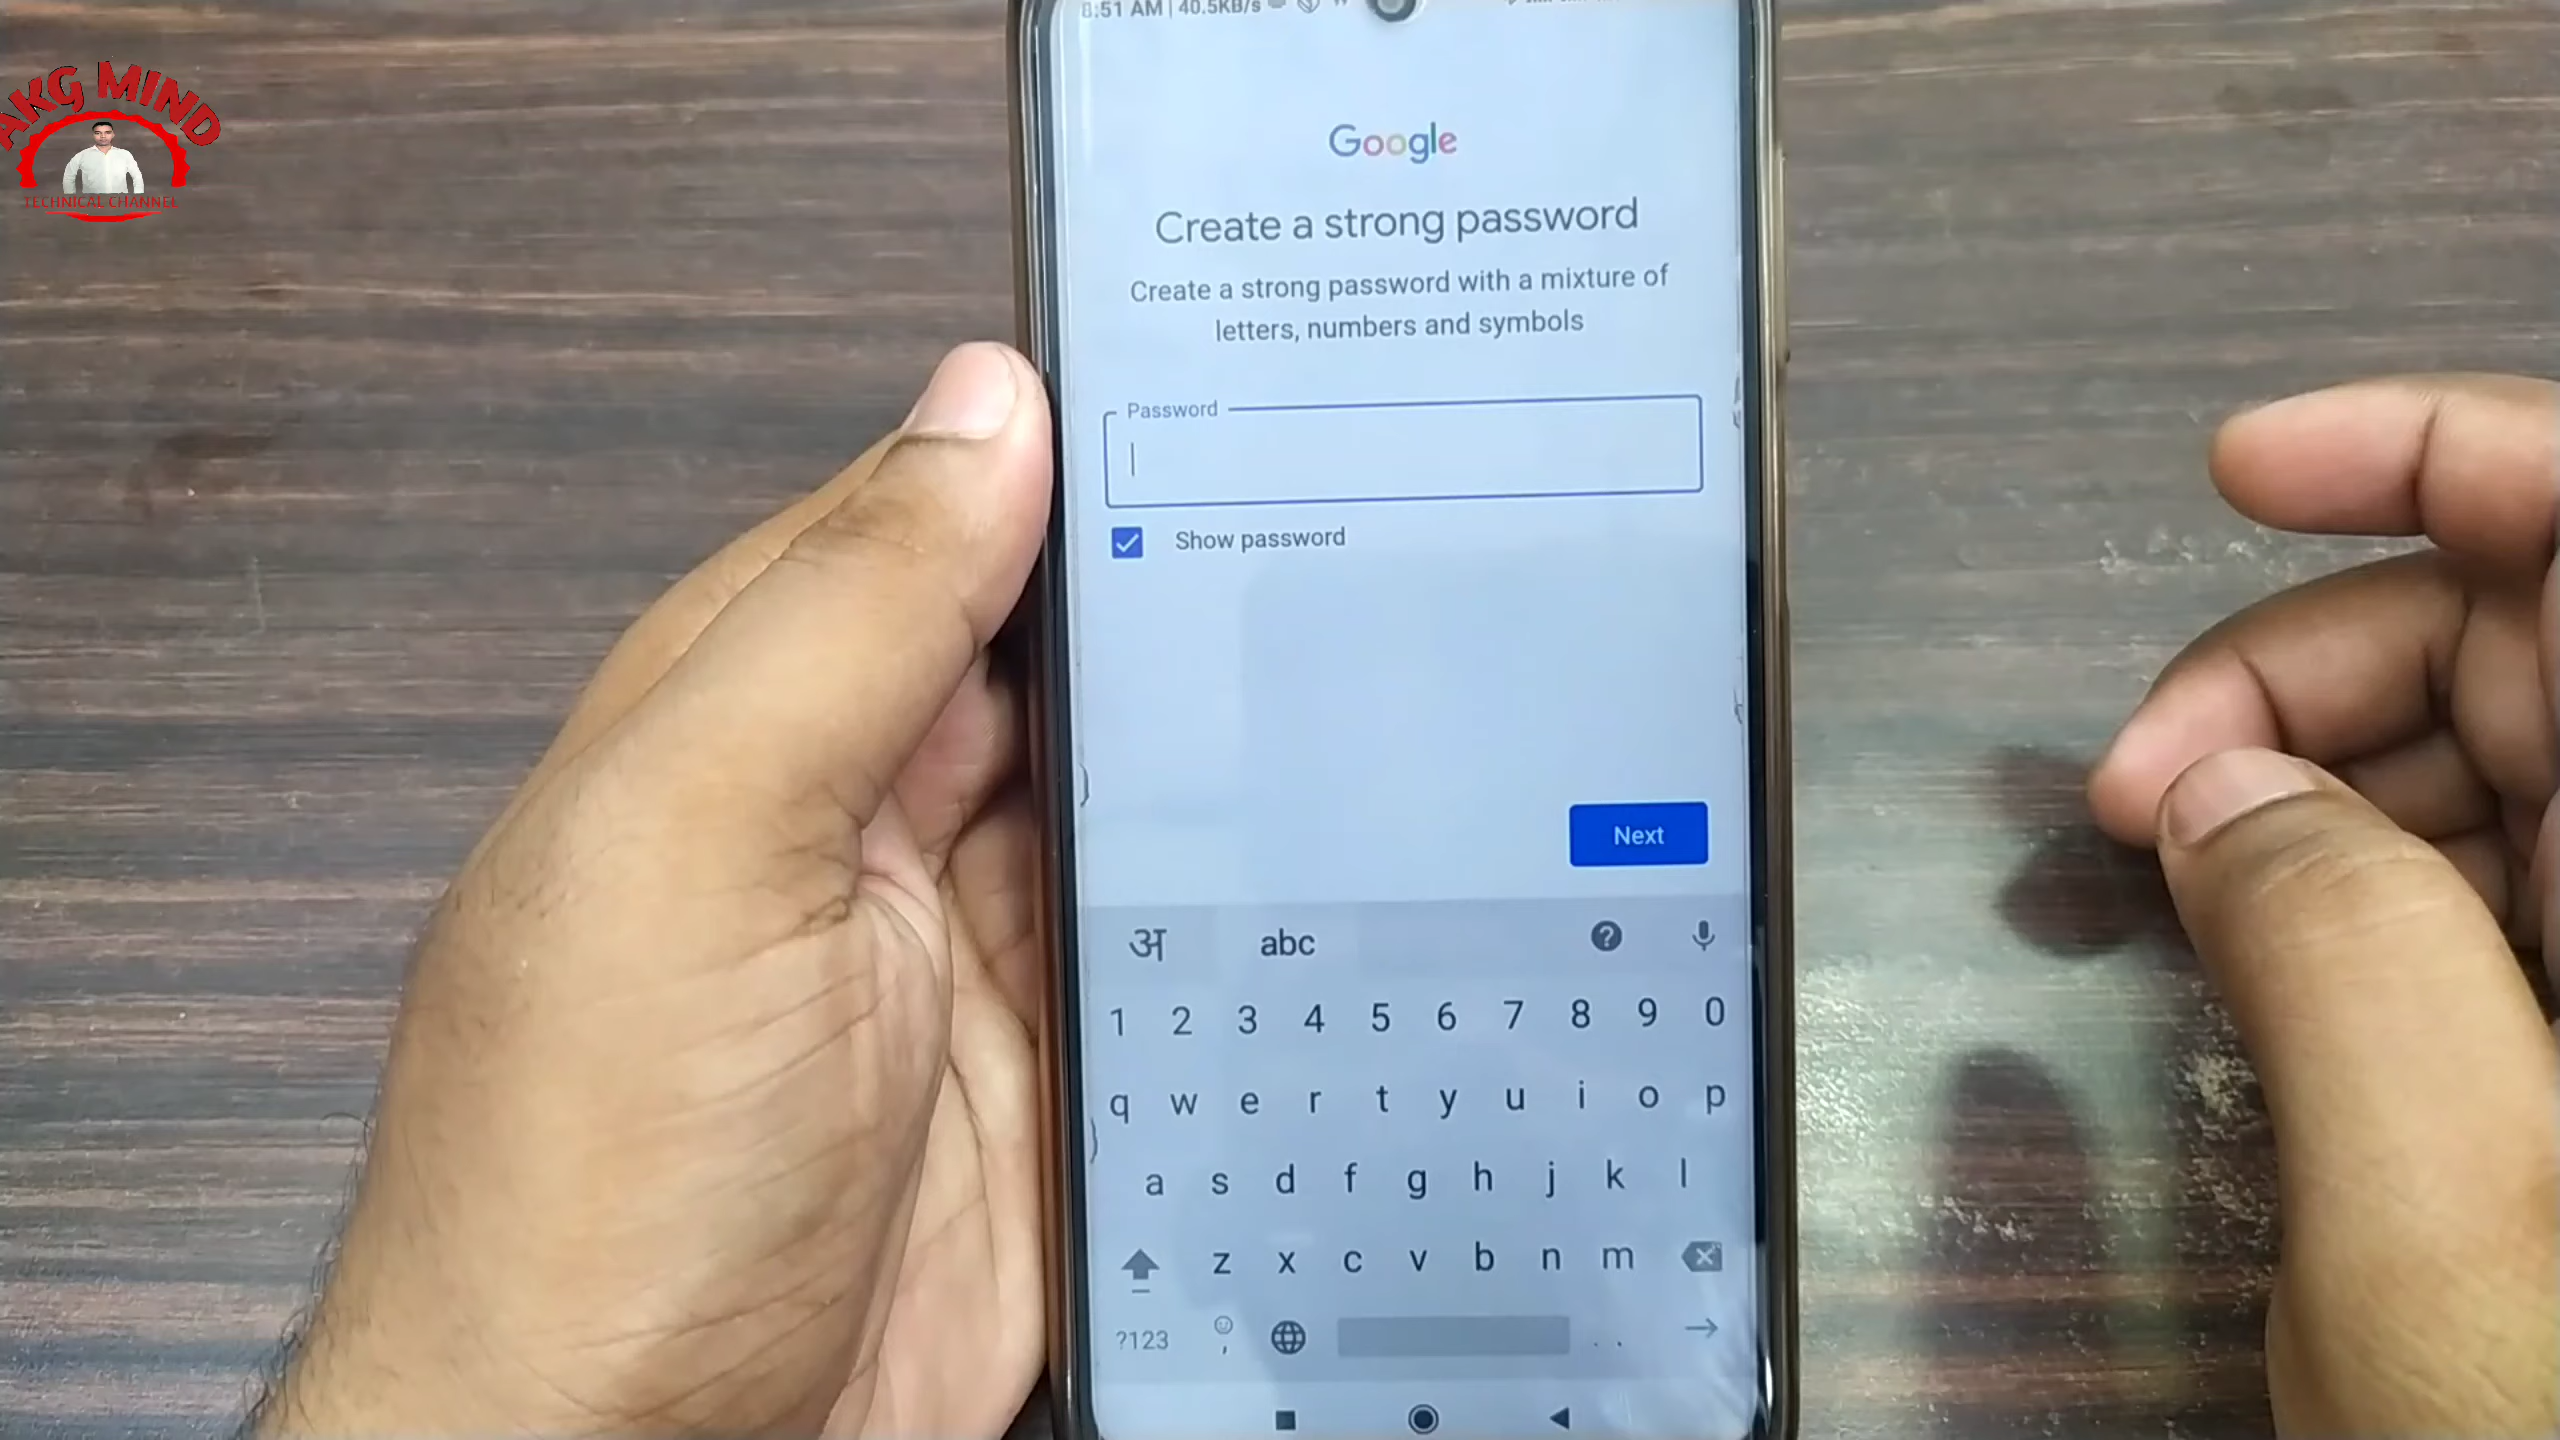 8:51 AM | 40.5KB/s
AKG MIND
TECHNICAL CHANNEL
Google
Create a strong password
Create a strong password with a mixture of
letters, numbers and symbols
Password
Show password
Next
अ abc
1 2 3 4 5 6 7 8 9 0
q w e r t y u i o p
a s d f g h j k l
z x c v b n m
?123 , .